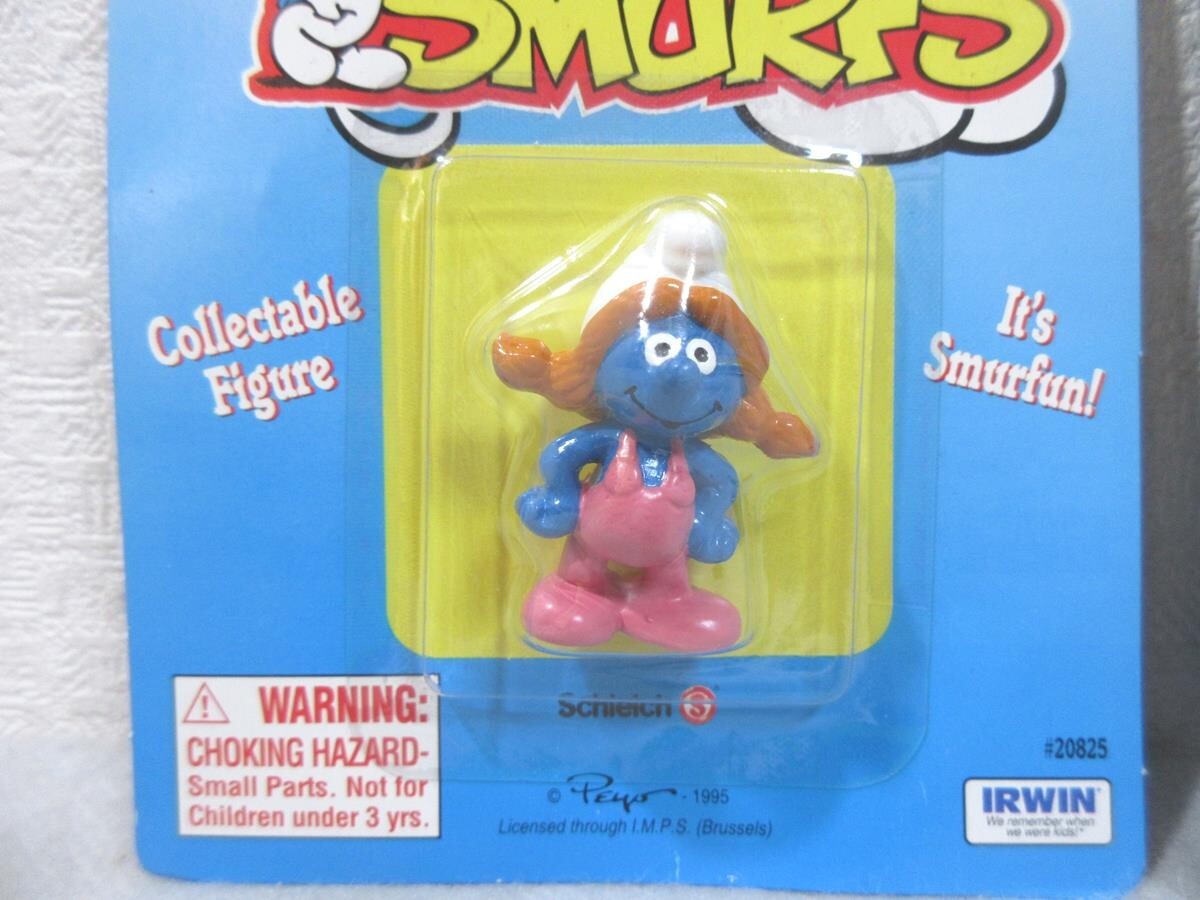 SMURFS
Collectable
Figure
It's
Smurfun!
Schleich S
WARNING:
CHOKING HAZARD-
Small Parts. Not for
Children under 3 yrs.
#20825
© Peyo - 1995
Licensed through I.M.P.S. (Brussels)
IRWIN
We remember when
we were kids!